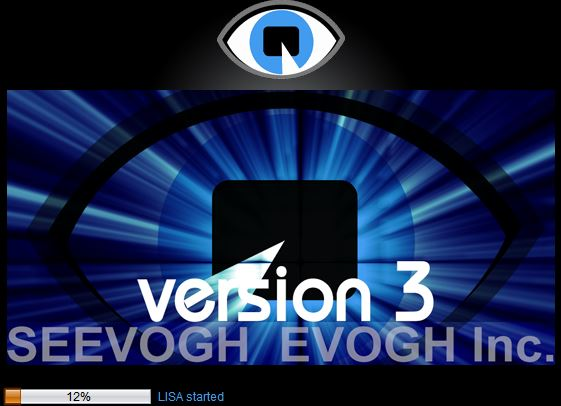 version 3
SEEVOGH EVOGH Inc.
12% LISA started